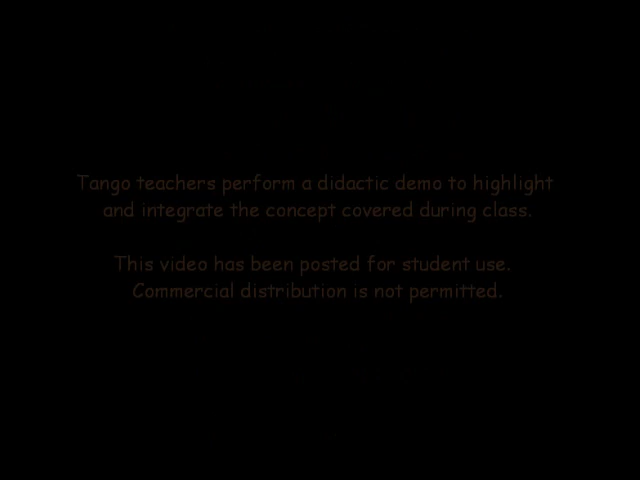 Tango teachers perform a didactic demo to highlight
and integrate the concept covered during class.
This video has been posted for student use.
Commercial distribution is not permitted.